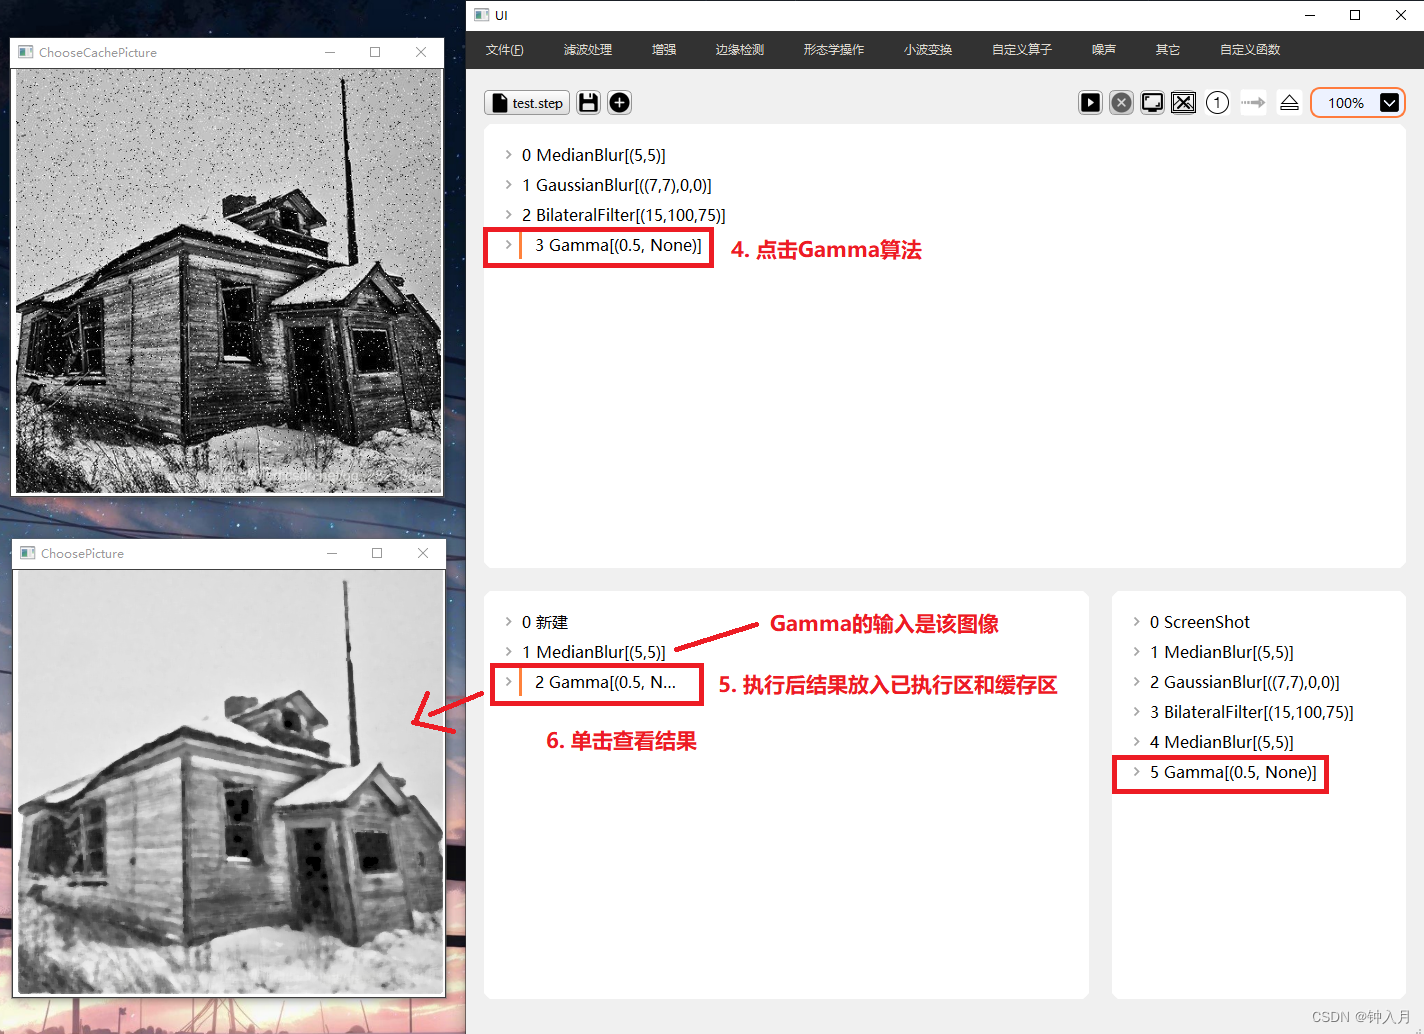 ChooseCachePicture
ChoosePicture
UI
文件(F)
滤波处理
增强
边缘检测
形态学操作
小波变换
自定义算子
噪声
其它
自定义函数
test.step
1
100%
0 MedianBlur[(5,5)]
1 GaussianBlur[((7,7),0,0)]
2 BilateralFilter[(15,100,75)]
3 Gamma[(0.5, None)]
4. 点击Gamma算法
0 新建
1 MedianBlur[(5,5)]
2 Gamma[(0.5, N...
Gamma的输入是该图像
5. 执行后结果放入已执行区和缓存区
6. 单击查看结果
0 ScreenShot
1 MedianBlur[(5,5)]
2 GaussianBlur[((7,7),0,0)]
3 BilateralFilter[(15,100,75)]
4 MedianBlur[(5,5)]
5 Gamma[(0.5, None)]
CSDN @钟入月